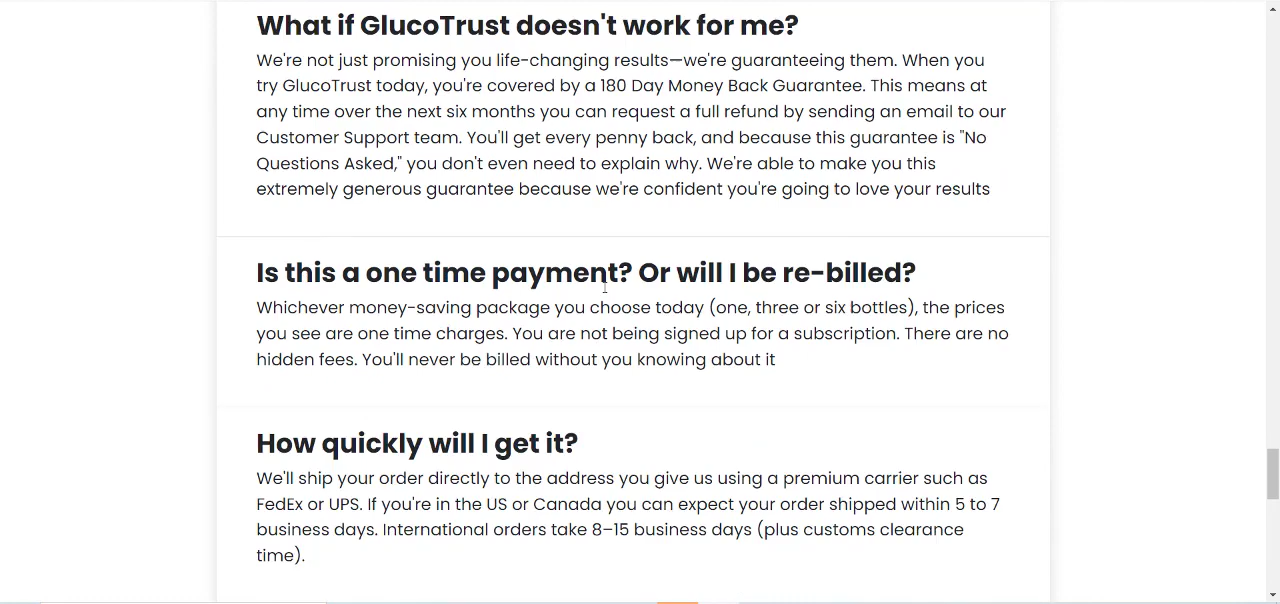 What if GlucoTrust doesn't work for me?
We're not just promising you life-changing results—we're guaranteeing them. When you
try GlucoTrust today, you're covered by a 180 Day Money Back Guarantee. This means at
any time over the next six months you can request a full refund by sending an email to our
Customer Support team. You'll get every penny back, and because this guarantee is "No
Questions Asked," you don't even need to explain why. We're able to make you this
extremely generous guarantee because we're confident you're going to love your results
Is this a one time payment? Or will I be re-billed?
Whichever money-saving package you choose today (one, three or six bottles), the prices
you see are one time charges. You are not being signed up for a subscription. There are no
hidden fees. You'll never be billed without you knowing about it
How quickly will I get it?
We'll ship your order directly to the address you give us using a premium carrier such as
FedEx or UPS. If you're in the US or Canada you can expect your order shipped within 5 to 7
business days. International orders take 8–15 business days (plus customs clearance
time).